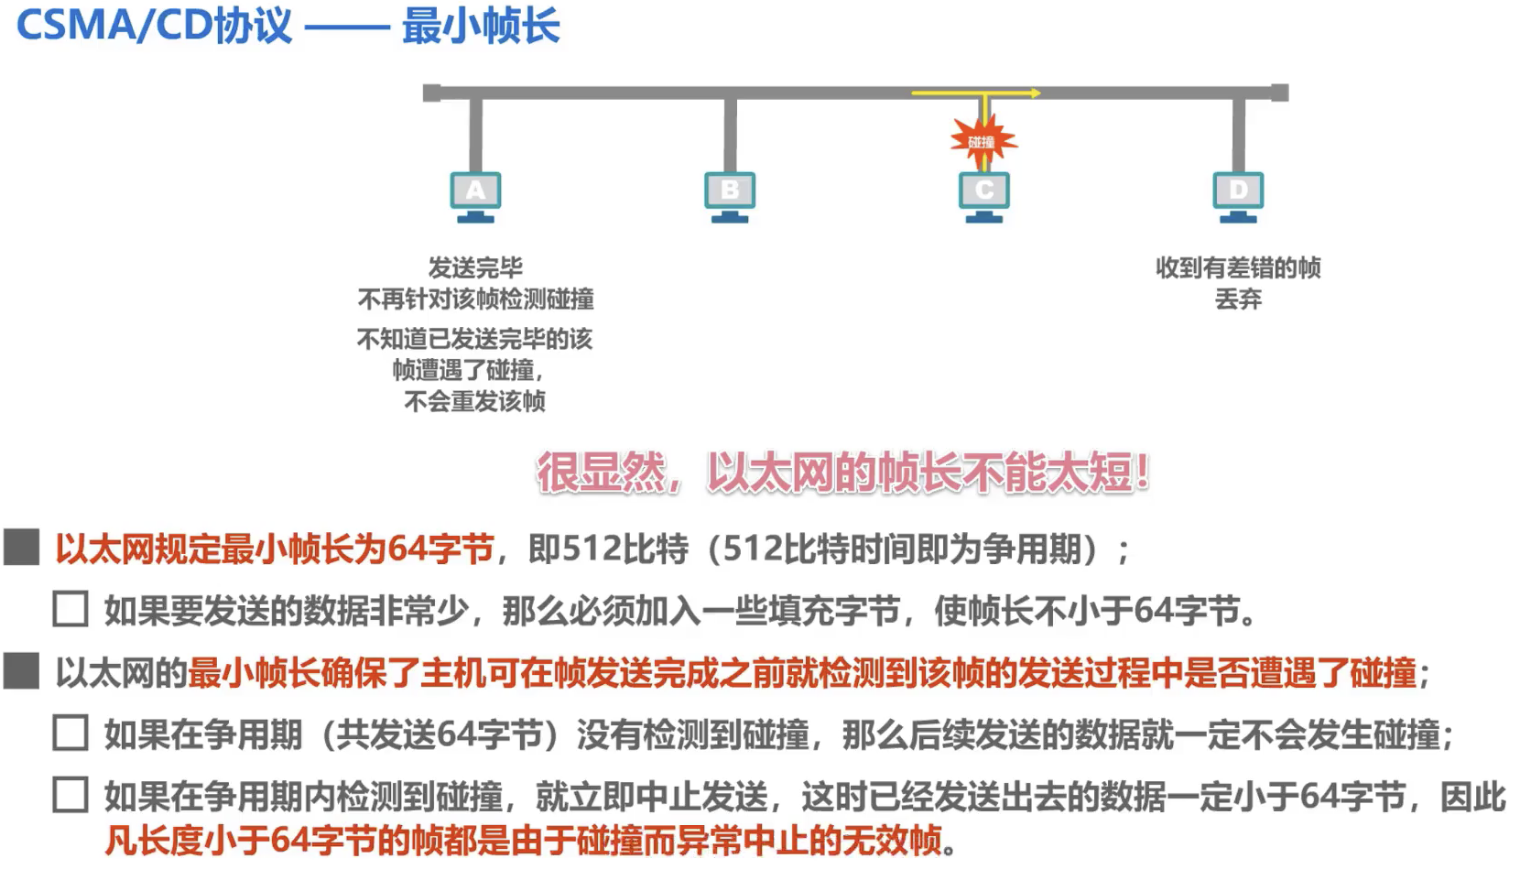 CSMA/CD协议 —— 最小帧长
碰撞
A
B
C
D
发送完毕
不再针对该帧检测碰撞
不知道已发送完毕的该
帧遭遇了碰撞，
不会重发该帧
收到有差错的帧
丢弃
很显然，以太网的帧长不能太短！
以太网规定最小帧长为64字节，即512比特（512比特时间即为争用期）；
如果要发送的数据非常少，那么必须加入一些填充字节，使帧长不小于64字节。
以太网的最小帧长确保了主机可在帧发送完成之前就检测到该帧的发送过程中是否遭遇了碰撞；
如果在争用期（共发送64字节）没有检测到碰撞，那么后续发送的数据就一定不会发生碰撞；
如果在争用期内检测到碰撞，就立即中止发送，这时已经发送出去的数据一定小于64字节，因此
凡长度小于64字节的帧都是由于碰撞而异常中止的无效帧。